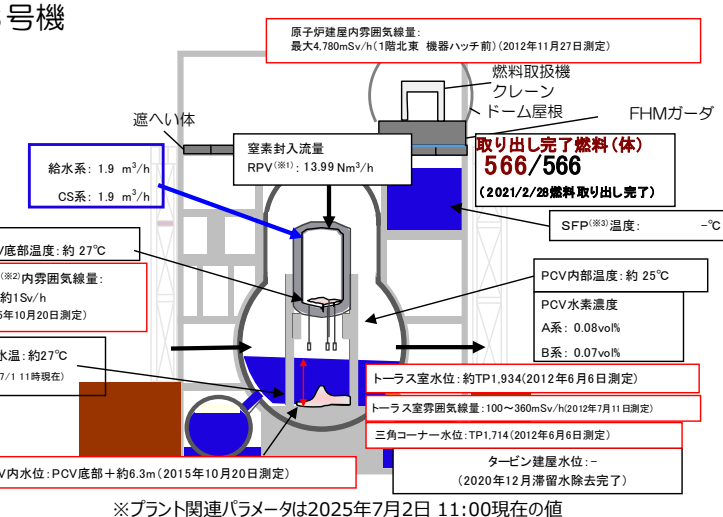 号機
原子炉建屋内雰囲気線量:
最大4,780mSv/h(1階北東 機器ハッチ前)(2012年11月27日測定)
燃料取扱機
クレーン
ドーム屋根
FHMガーダ
遮へい体
給水系: 1.9 m³/h
CS系: 1.9 m³/h
窒素封入流量
RPV(※1): 13.99 Nm³/h
取り出し完了燃料(体)
566/566
(2021/2/28燃料取り出し完了)
SFP(※3)温度: -℃
底部温度: 約 27℃
(※2)内雰囲気線量:
約1Sv/h
年10月20日測定)
PCV内部温度: 約 25℃
PCV水素濃度
A系: 0.08vol%
B系: 0.07vol%
水温: 約27℃
7/1 11時現在)
トーラス室水位: 約TP1,934(2012年6月6日測定)
トーラス室雰囲気線量: 100~360mSv/h(2012年7月11日測定)
三角コーナー水位: TP1,714(2012年6月6日測定)
V内水位: PCV底部+約6.3m(2015年10月20日測定)
タービン建屋水位: -
(2020年12月滞留水除去完了)
※プラント関連パラメータは2025年7月2日 11:00現在の値